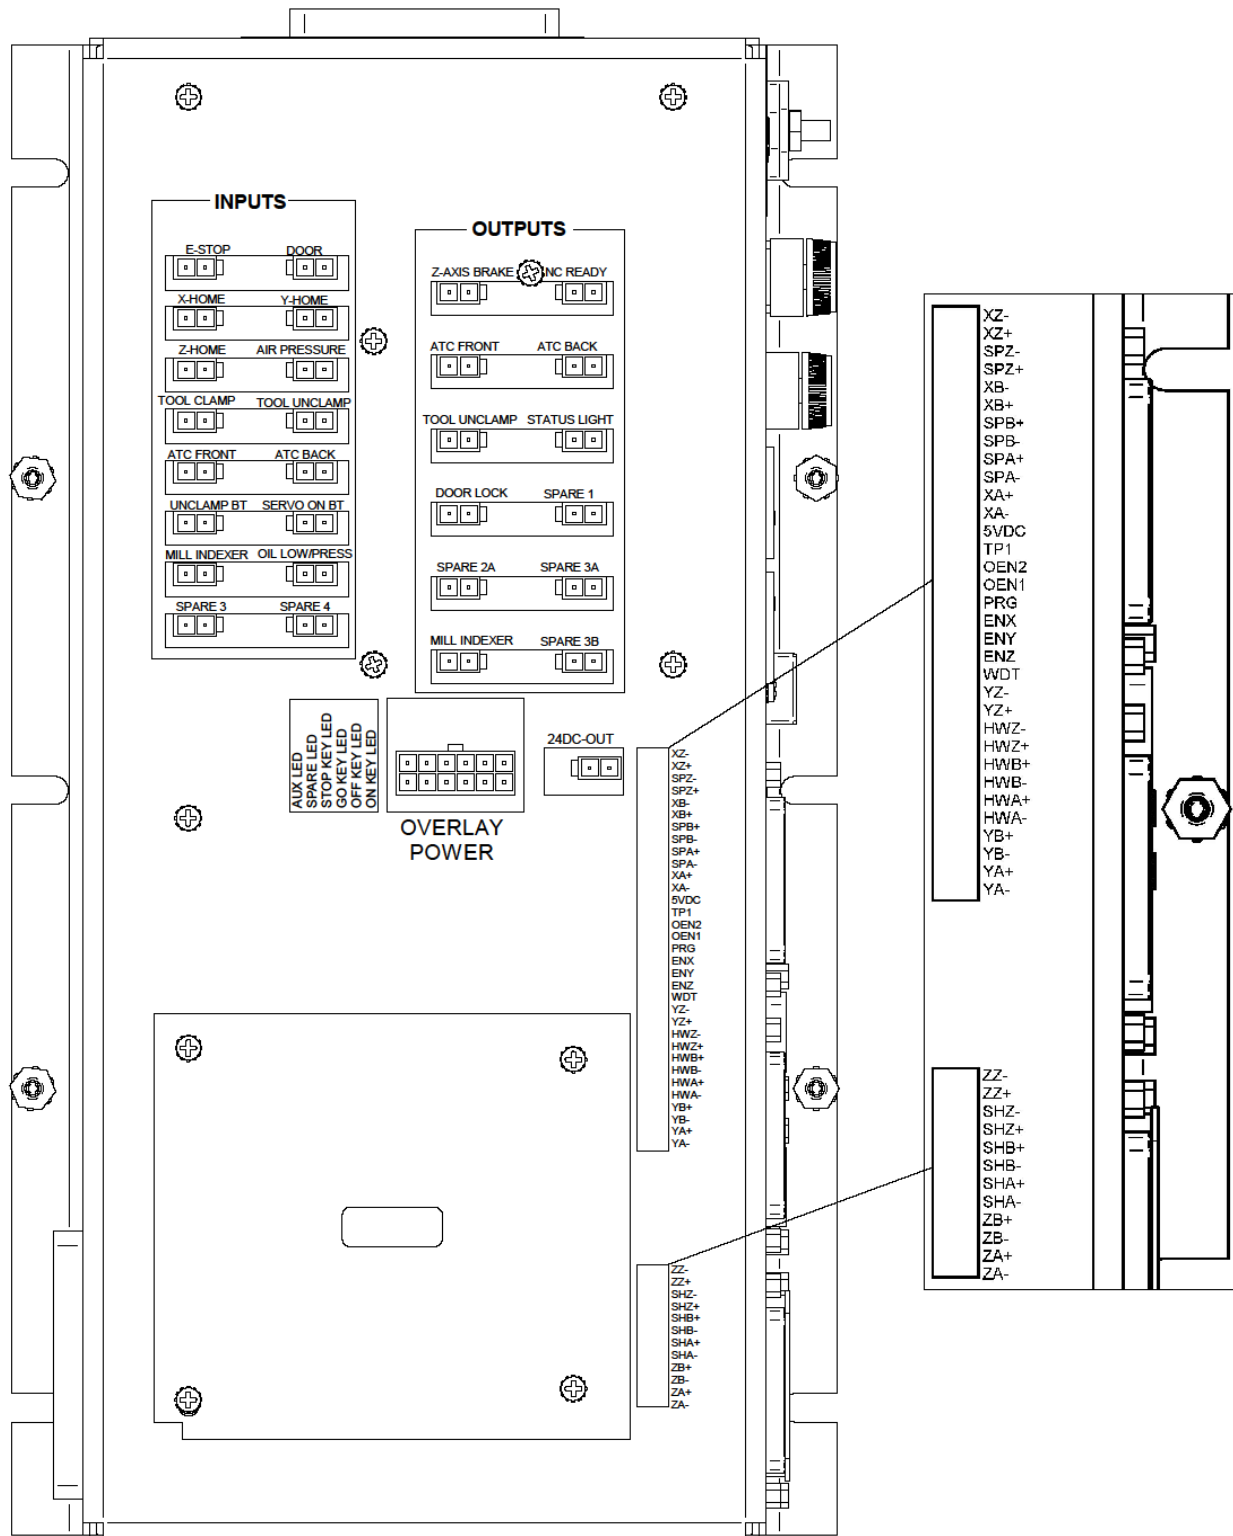 INPUTS
E-STOP DOOR
X-HOME Y-HOME
Z-HOME AIR PRESSURE
TOOL CLAMP TOOL UNCLAMP
ATC FRONT ATC BACK
UNCLAMP BT SERVO ON BT
MILL INDEXER OIL LOW/PRESS
SPARE 3 SPARE 4
OUTPUTS
Z-AXIS BRAKE NC READY
ATC FRONT ATC BACK
TOOL UNCLAMP STATUS LIGHT
DOOR LOCK SPARE 1
SPARE 2A SPARE 3A
MILL INDEXER SPARE 3B
AUX LED
SPARE LED
STOP KEY LED
GO KEY LED
OFF KEY LED
ON KEY LED
OVERLAY
POWER
24DC-OUT
XZ-
XZ+
SPZ-
SPZ+
XB-
XB+
SPB+
SPB-
SPA+
SPA-
XA+
XA-
5VDC
TP1
OEN2
OEN1
PRG
ENX
ENY
ENZ
WDT
YZ-
YZ+
HWZ-
HWZ+
HWB+
HWB-
HWA+
HWA-
YB+
YB-
YA+
YA-
ZZ-
ZZ+
SHZ-
SHZ+
SHB+
SHB-
SHA+
SHA-
ZB+
ZB-
ZA+
ZA-
XZ-
XZ+
SPZ-
SPZ+
XB-
XB+
SPB+
SPB-
SPA+
SPA-
XA+
XA-
5VDC
TP1
OEN2
OEN1
PRG
ENX
ENY
ENZ
WDT
YZ-
YZ+
HWZ-
HWZ+
HWB+
HWB-
HWA+
HWA-
YB+
YB-
YA+
YA-
ZZ-
ZZ+
SHZ-
SHZ+
SHB+
SHB-
SHA+
SHA-
ZB+
ZB-
ZA+
ZA-